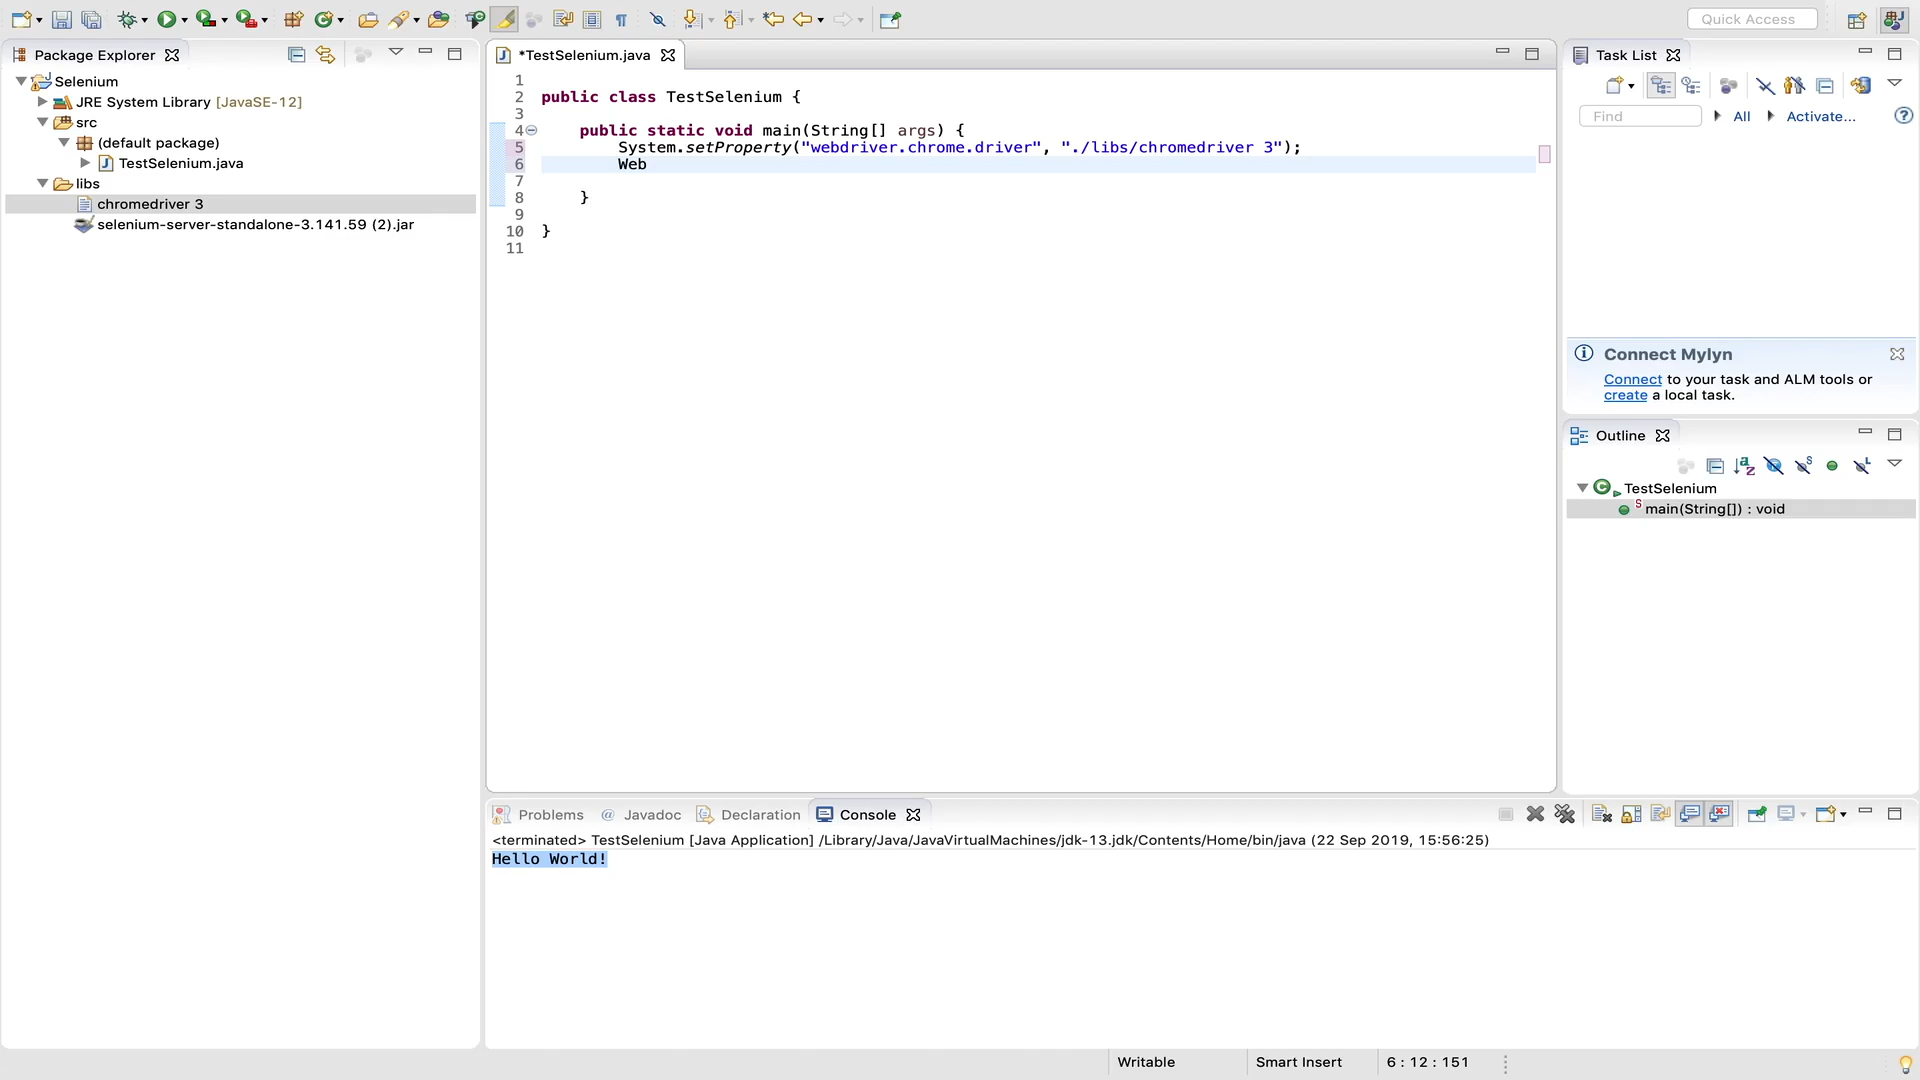 Quick Access
Package Explorer
Selenium
JRE System Library [JavaSE-12]
src
(default package)
TestSelenium.java
libs
chromedriver 3
selenium-server-standalone-3.141.59 (2).jar
*TestSelenium.java
1
2 public class TestSelenium {
3
4 public static void main(String[] args) {
5 System.setProperty("webdriver.chrome.driver", "./libs/chromedriver 3");
6 Web
7
8 }
9
10 }
11
Task List
Find
All
Activate...
Connect Mylyn
Connect to your task and ALM tools or
create a local task.
Outline
TestSelenium
main(String[]) : void
Problems
Javadoc
Declaration
Console
<terminated> TestSelenium [Java Application] /Library/Java/JavaVirtualMachines/jdk-13.jdk/Contents/Home/bin/java (22 Sep 2019, 15:56:25)
Hello World!
Writable
Smart Insert
6 : 12 : 151